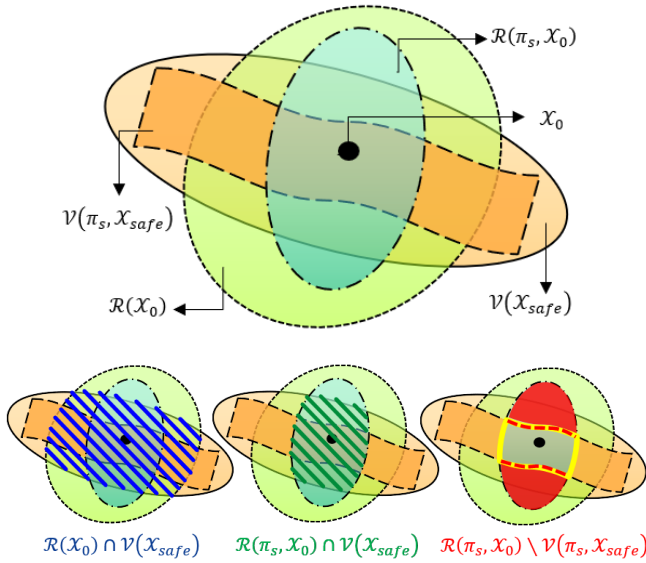 ℛ(π_s, 𝒳_0)
𝒳_0
𝒱(π_s, 𝒳_safe)
ℛ(𝒳_0)
𝒱(𝒳_safe)
ℛ(𝒳_0) ∩ 𝒱(𝒳_safe)
ℛ(π_s, 𝒳_0) ∩ 𝒱(𝒳_safe)
ℛ(π_s, 𝒳_0) \ 𝒱(π_s, 𝒳_safe)